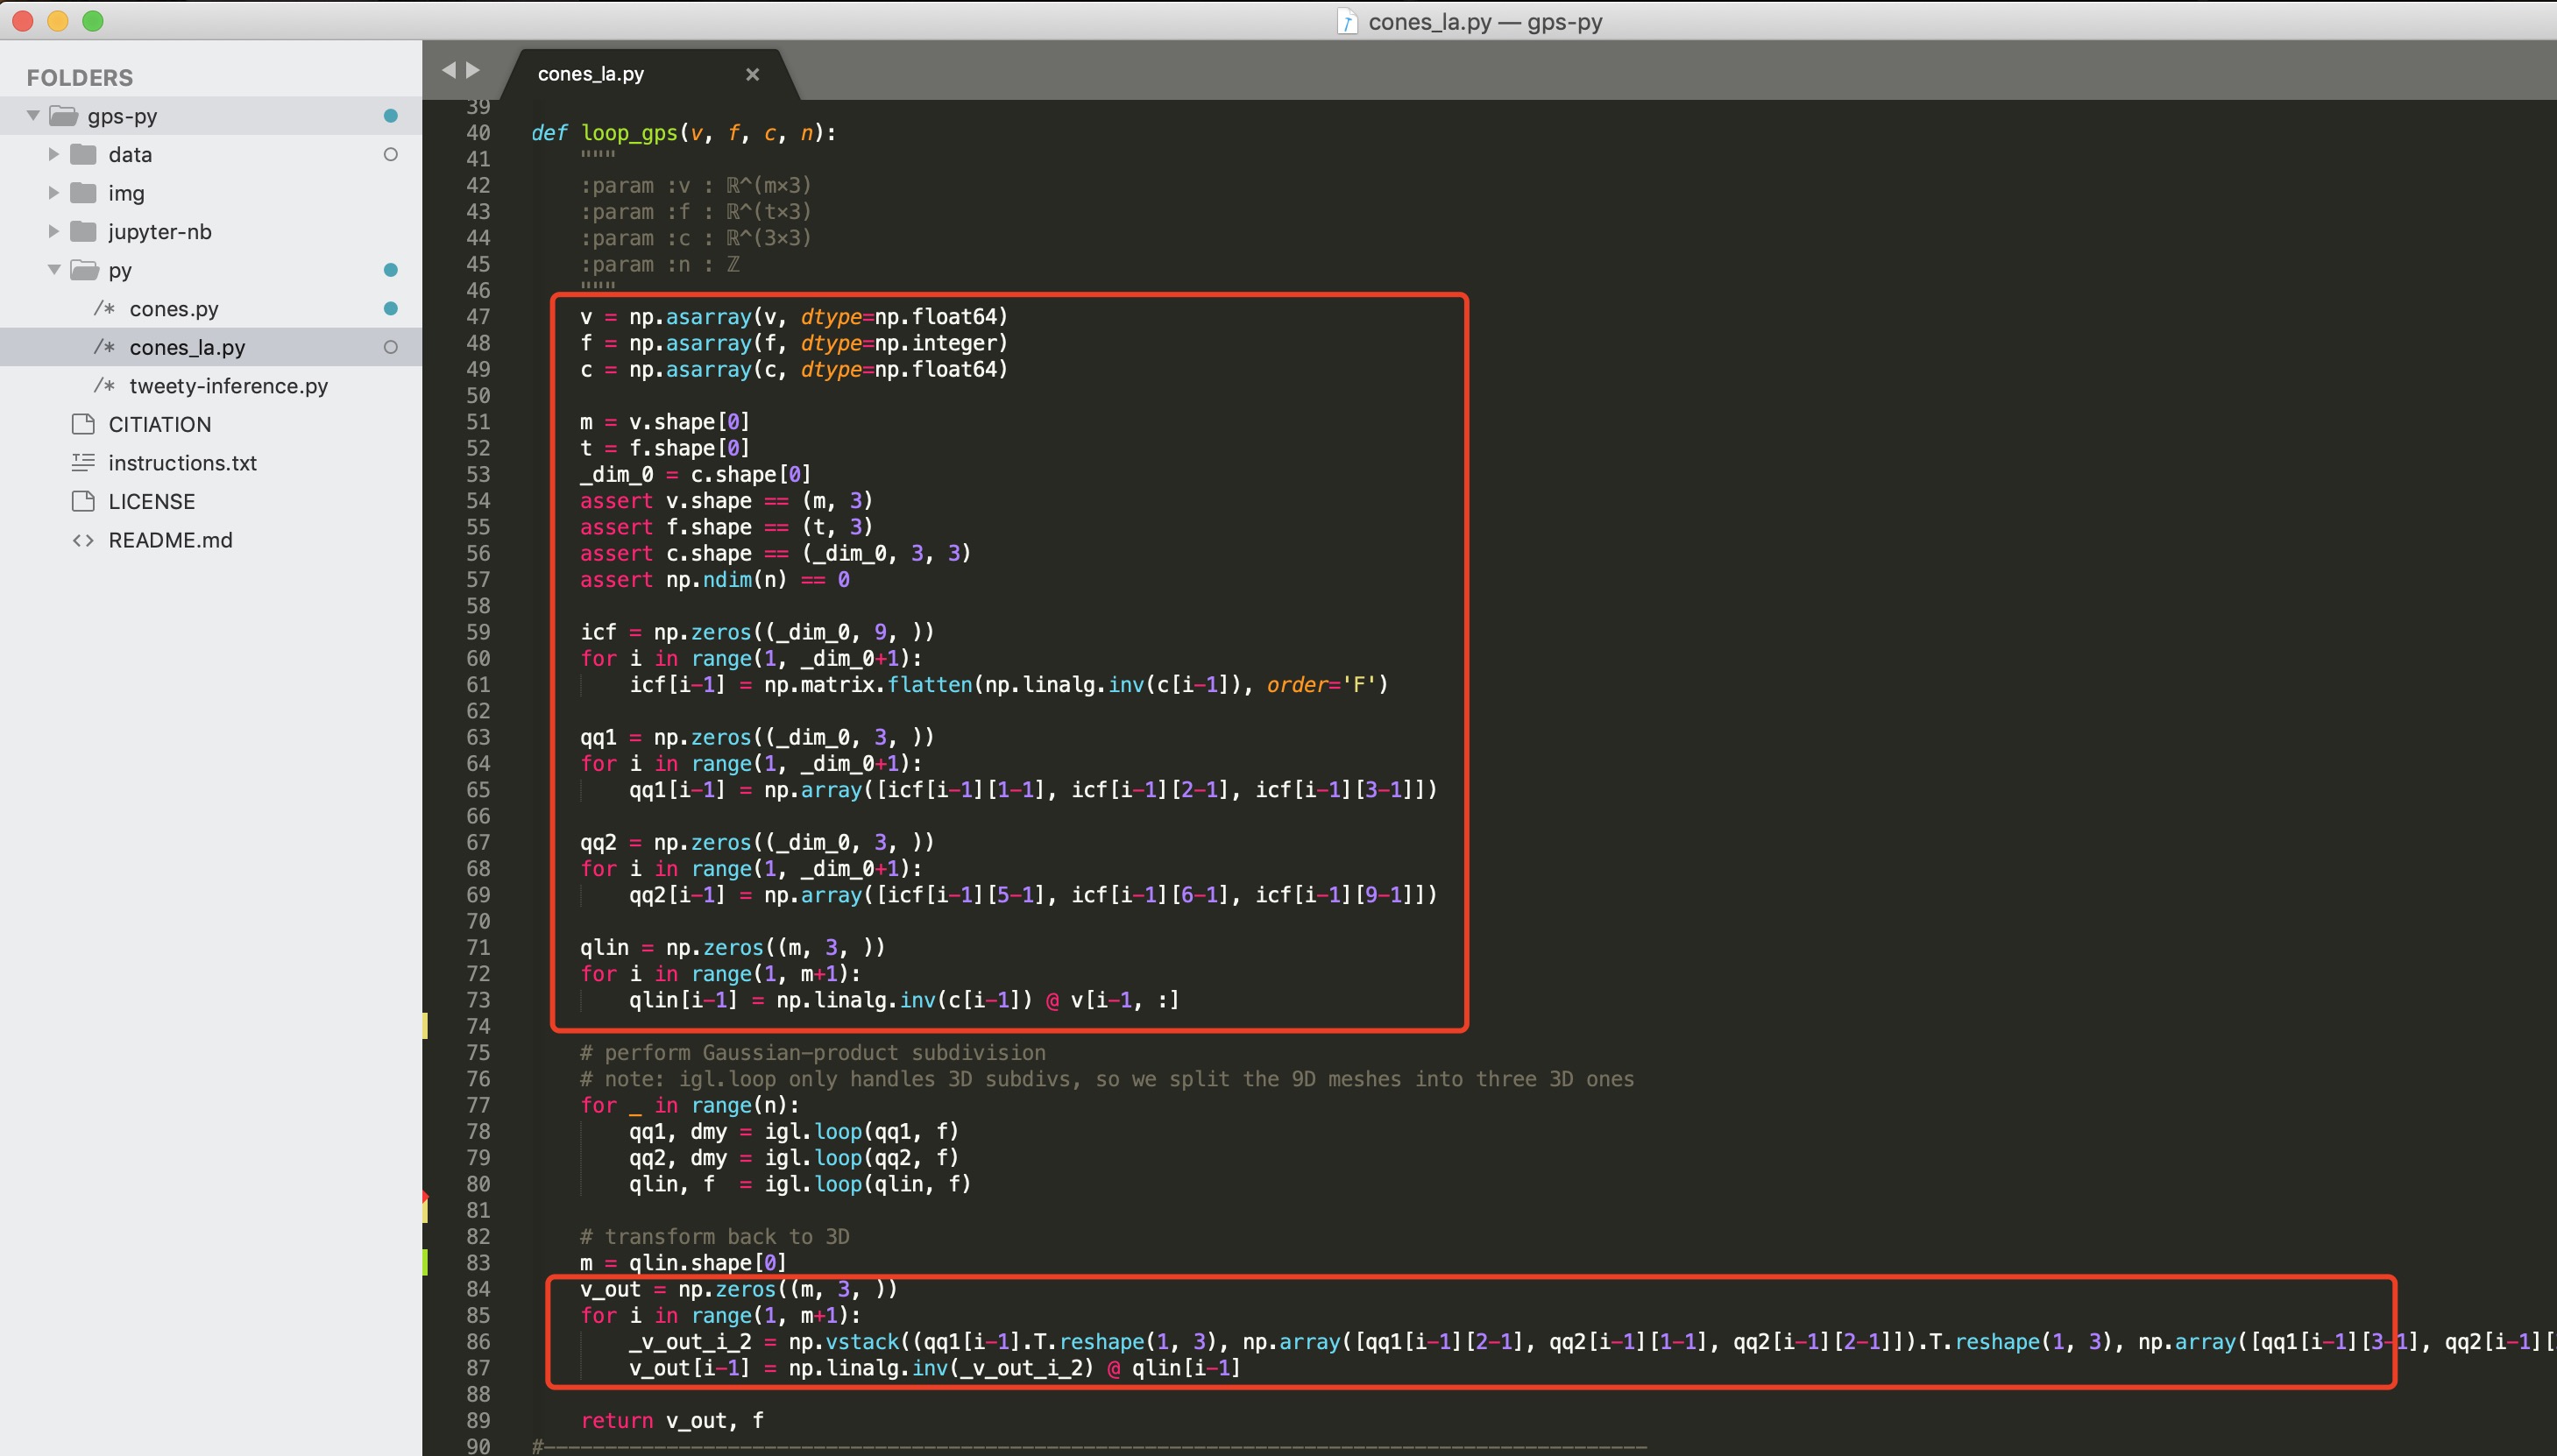 cones_la.py — gps-py
FOLDERS
gps-py
data
img
jupyter-nb
py
/* cones.py
/* cones_la.py
/* tweety-inference.py
CITIATION
instructions.txt
LICENSE
<> README.md
cones_la.py ×
39
40 def loop_gps(v, f, c, n):
41     """
42     :param :v : ℝ^(m×3)
43     :param :f : ℝ^(t×3)
44     :param :c : ℝ^(3×3)
45     :param :n : ℤ
46     """
47     v = np.asarray(v, dtype=np.float64)
48     f = np.asarray(f, dtype=np.integer)
49     c = np.asarray(c, dtype=np.float64)
50
51     m = v.shape[0]
52     t = f.shape[0]
53     _dim_0 = c.shape[0]
54     assert v.shape == (m, 3)
55     assert f.shape == (t, 3)
56     assert c.shape == (_dim_0, 3, 3)
57     assert np.ndim(n) == 0
58
59     icf = np.zeros((_dim_0, 9, ))
60     for i in range(1, _dim_0+1):
61         icf[i-1] = np.matrix.flatten(np.linalg.inv(c[i-1]), order='F')
62
63     qq1 = np.zeros((_dim_0, 3, ))
64     for i in range(1, _dim_0+1):
65         qq1[i-1] = np.array([icf[i-1][1-1], icf[i-1][2-1], icf[i-1][3-1]])
66
67     qq2 = np.zeros((_dim_0, 3, ))
68     for i in range(1, _dim_0+1):
69         qq2[i-1] = np.array([icf[i-1][5-1], icf[i-1][6-1], icf[i-1][9-1]])
70
71     qlin = np.zeros((m, 3, ))
72     for i in range(1, m+1):
73         qlin[i-1] = np.linalg.inv(c[i-1]) @ v[i-1, :]
74
75     # perform Gaussian-product subdivision
76     # note: igl.loop only handles 3D subdivs, so we split the 9D meshes into three 3D ones
77     for _ in range(n):
78         qq1, dmy = igl.loop(qq1, f)
79         qq2, dmy = igl.loop(qq2, f)
80         qlin, f  = igl.loop(qlin, f)
81
82     # transform back to 3D
83     m = qlin.shape[0]
84     v_out = np.zeros((m, 3, ))
85     for i in range(1, m+1):
86         _v_out_i_2 = np.vstack((qq1[i-1].T.reshape(1, 3), np.array([qq1[i-1][2-1], qq2[i-1][1-1], qq2[i-1][2-1]]).T.reshape(1, 3), np.array([qq1[i-1][3-1], qq2[i-1][
87         v_out[i-1] = np.linalg.inv(_v_out_i_2) @ qlin[i-1]
88
89     return v_out, f
90 #——————————————————————————————